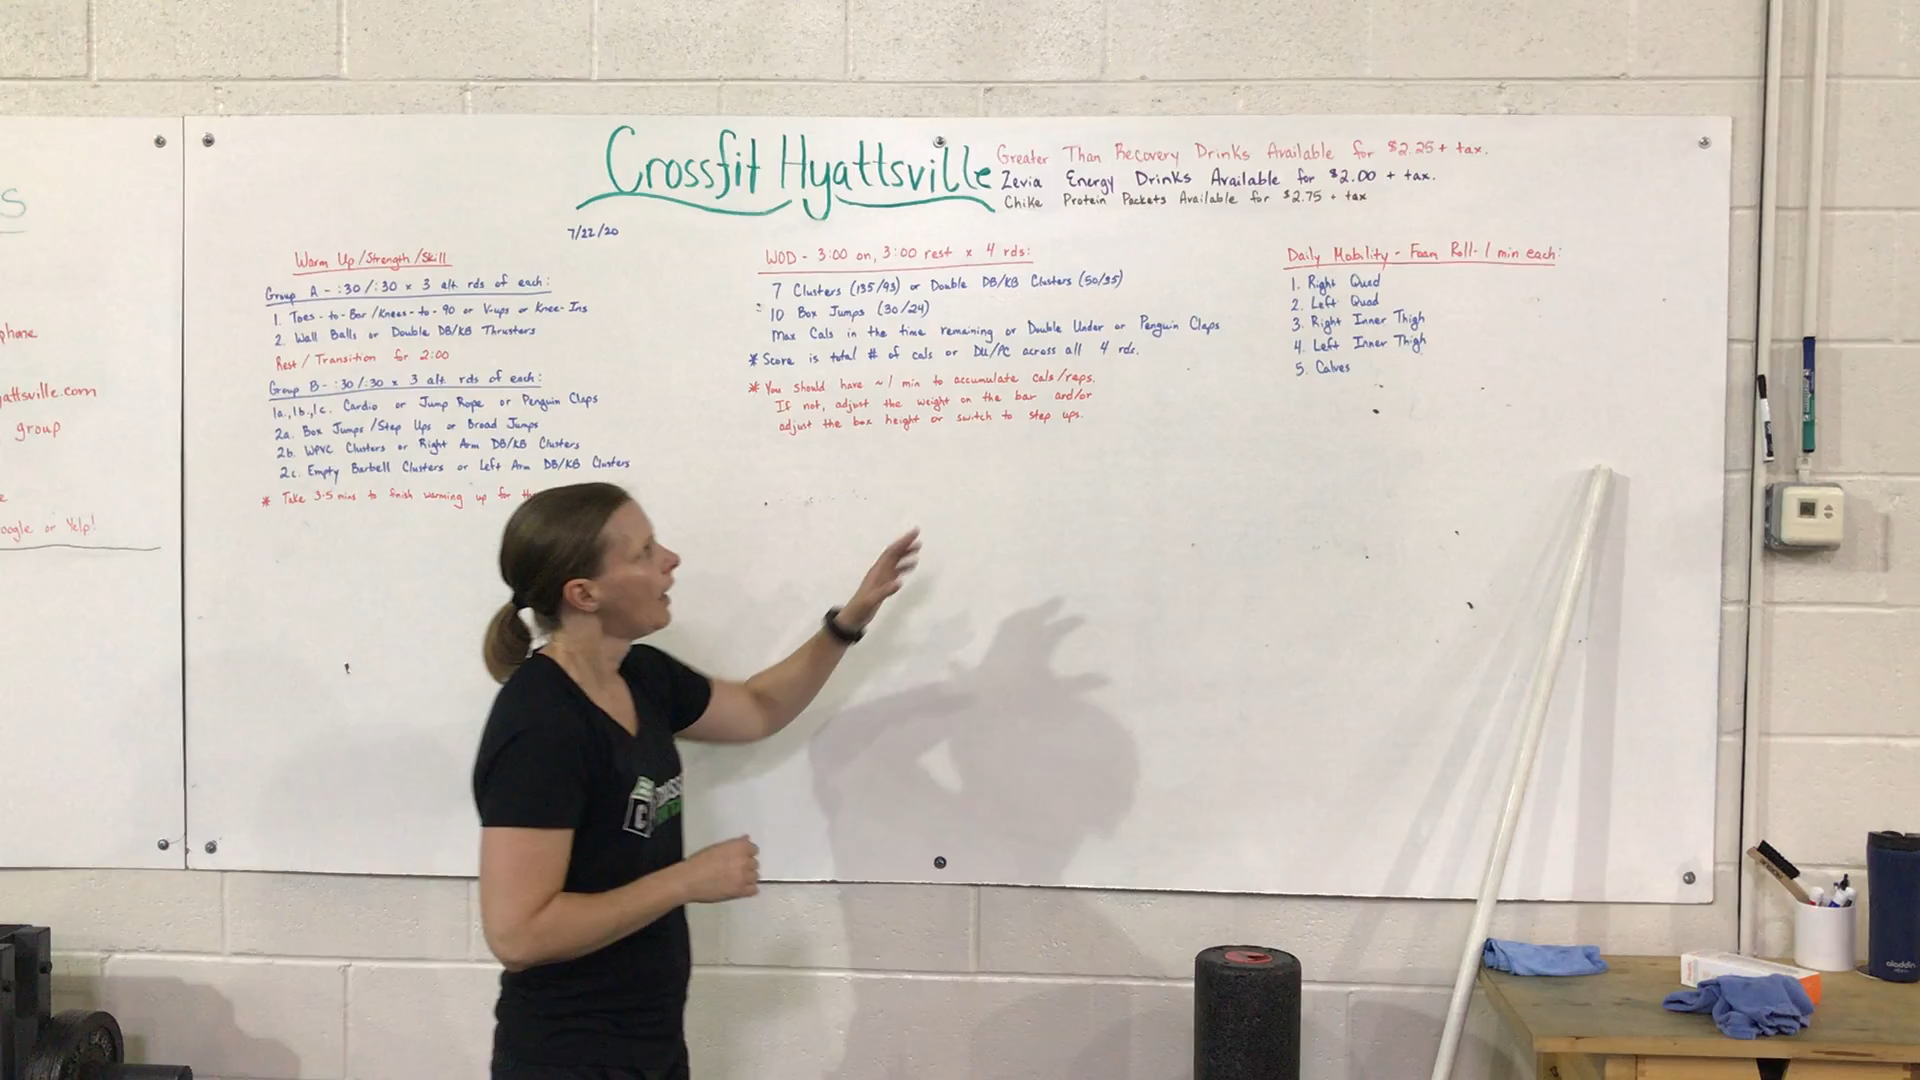 Crossfit Hyattsville
Greater Than Recovery Drinks Available for $2.25 + tax.
Zevia Energy Drinks Available for $2.00 + tax.
Chike Protein Packets Available for $2.75 + tax
7/22/20
Warm Up/Strength/Skill
Group A - :30/:30 x 3 alt. rds of each:
1. Toes-to-Bar/Knees-to-90 or V-ups or Knee-Ins
2. Wall Balls or Double DB/KB Thrusters
Rest/Transition for 2:00
Group B - :30/:30 x 3 alt. rds of each:
1a.,1b.,1c. Cardio or Jump Rope or Penguin Claps
2a. Box Jumps/Step Ups or Broad Jumps
2b. WPVC Clusters or Right Arm DB/KB Clusters
2c. Empty Barbell Clusters or Left Arm DB/KB Clusters
* Take 3-5 mins to finish warming up for
WOD - 3:00 on, 3:00 rest x 4 rds:
7 Clusters (135/93) or Double DB/KB Clusters (50/35)
10 Box Jumps (30/24)
Max Cals in the time remaining or Double Under or Penguin Claps
* Score is total # of cals or DU/PC across all 4 rds.
* You should have ~1 min to accumulate cals/reps.
If not, adjust the weight on the bar and/or
adjust the box height or switch to step ups.
Daily Mobility - Foam Roll - 1 min each:
1. Right Quad
2. Left Quad
3. Right Inner Thigh
4. Left Inner Thigh
5. Calves
S
phone
yattsville.com
group
e
oogle or Yelp!
aladdin